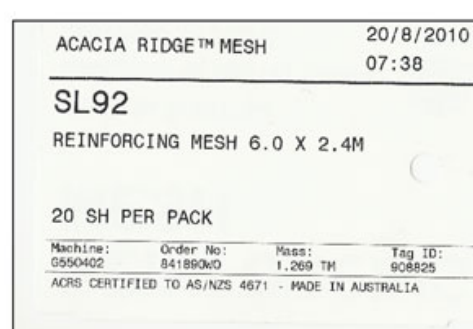 ACACIA RIDGE™ MESH 20/8/2010
07:38
SL92
REINFORCING MESH 6.0 X 2.4M
20 SH PER PACK
Machine: Order No: Mass: Tag ID:
G550402 841890WO 1.269 TM 908825
ACRS CERTIFIED TO AS/NZS 4671 - MADE IN AUSTRALIA